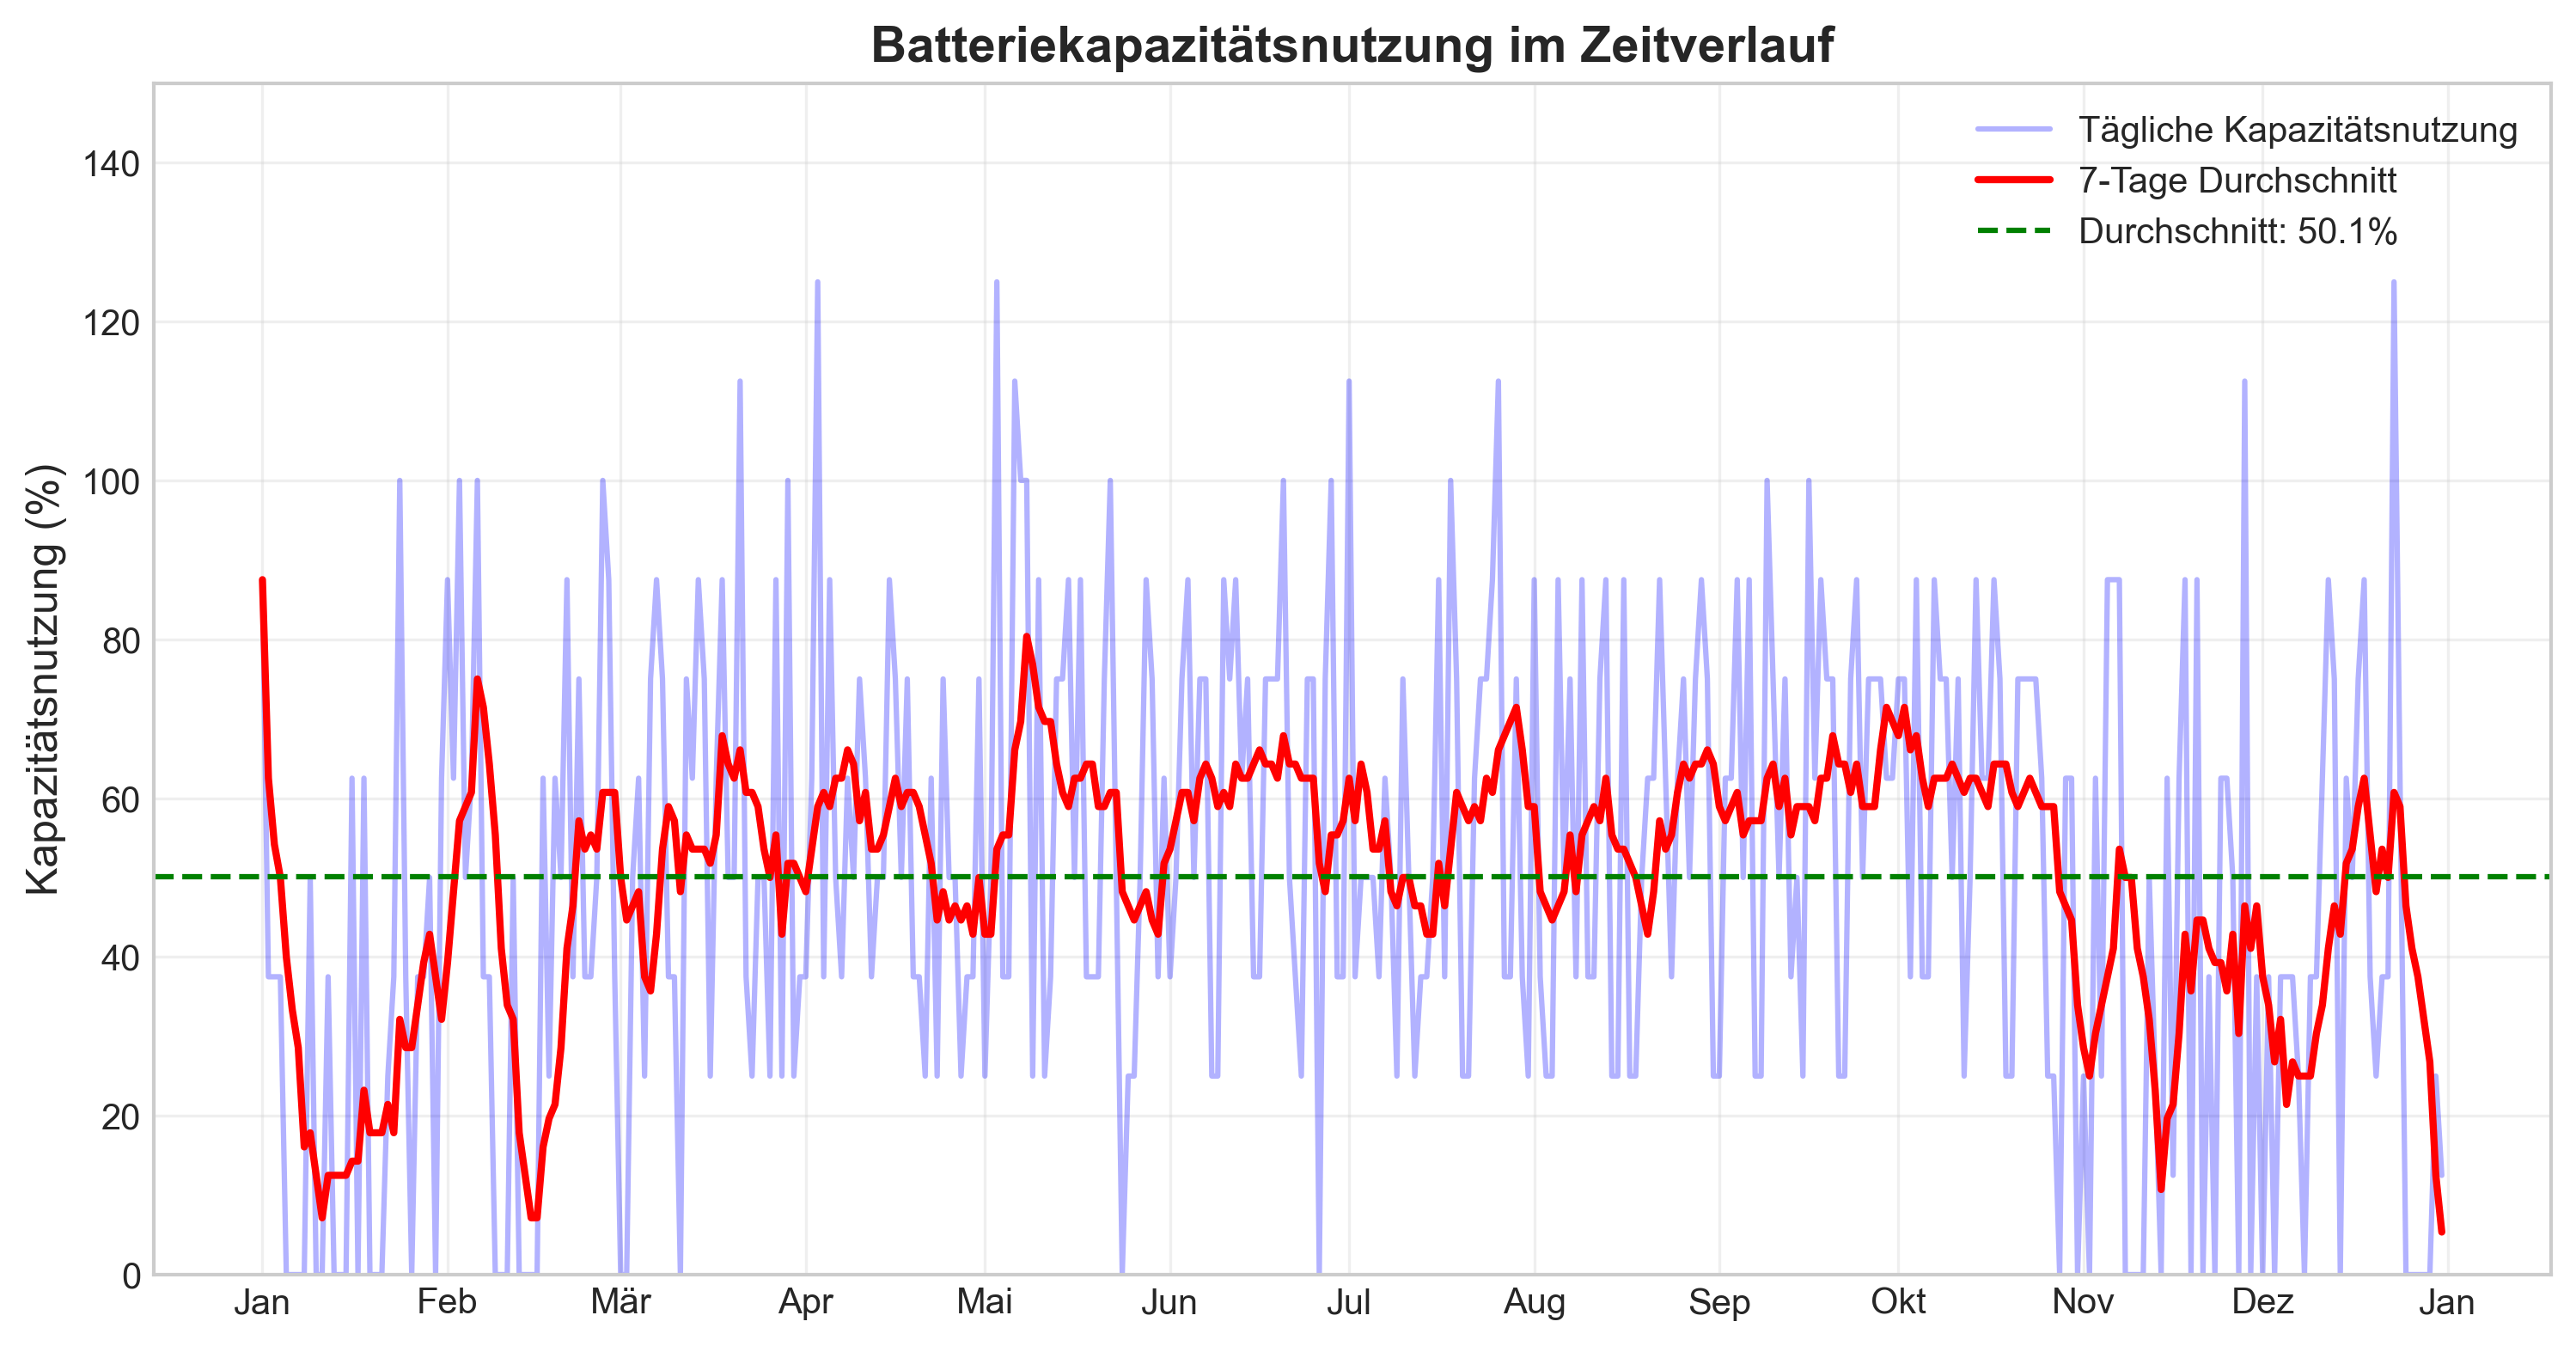 Batteriekapazitätsnutzung im Zeitverlauf
Tägliche Kapazitätsnutzung
7-Tage Durchschnitt
Durchschnitt: 50.1%
Kapazitätsnutzung (%)
140
120
100
80
60
40
20
0
Jan Feb Mär Apr Mai Jun Jul Aug Sep Okt Nov Dez Jan